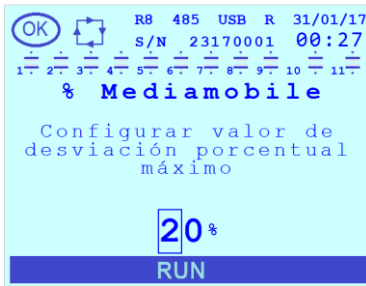 OK R8 485 USB R 31/01/17
S/N 23170001 00:27
1 2 3 4 5 6 7 8 9 10 11
% Mediamobile
Configurar valor de
desviación porcentual
máximo
20%
RUN